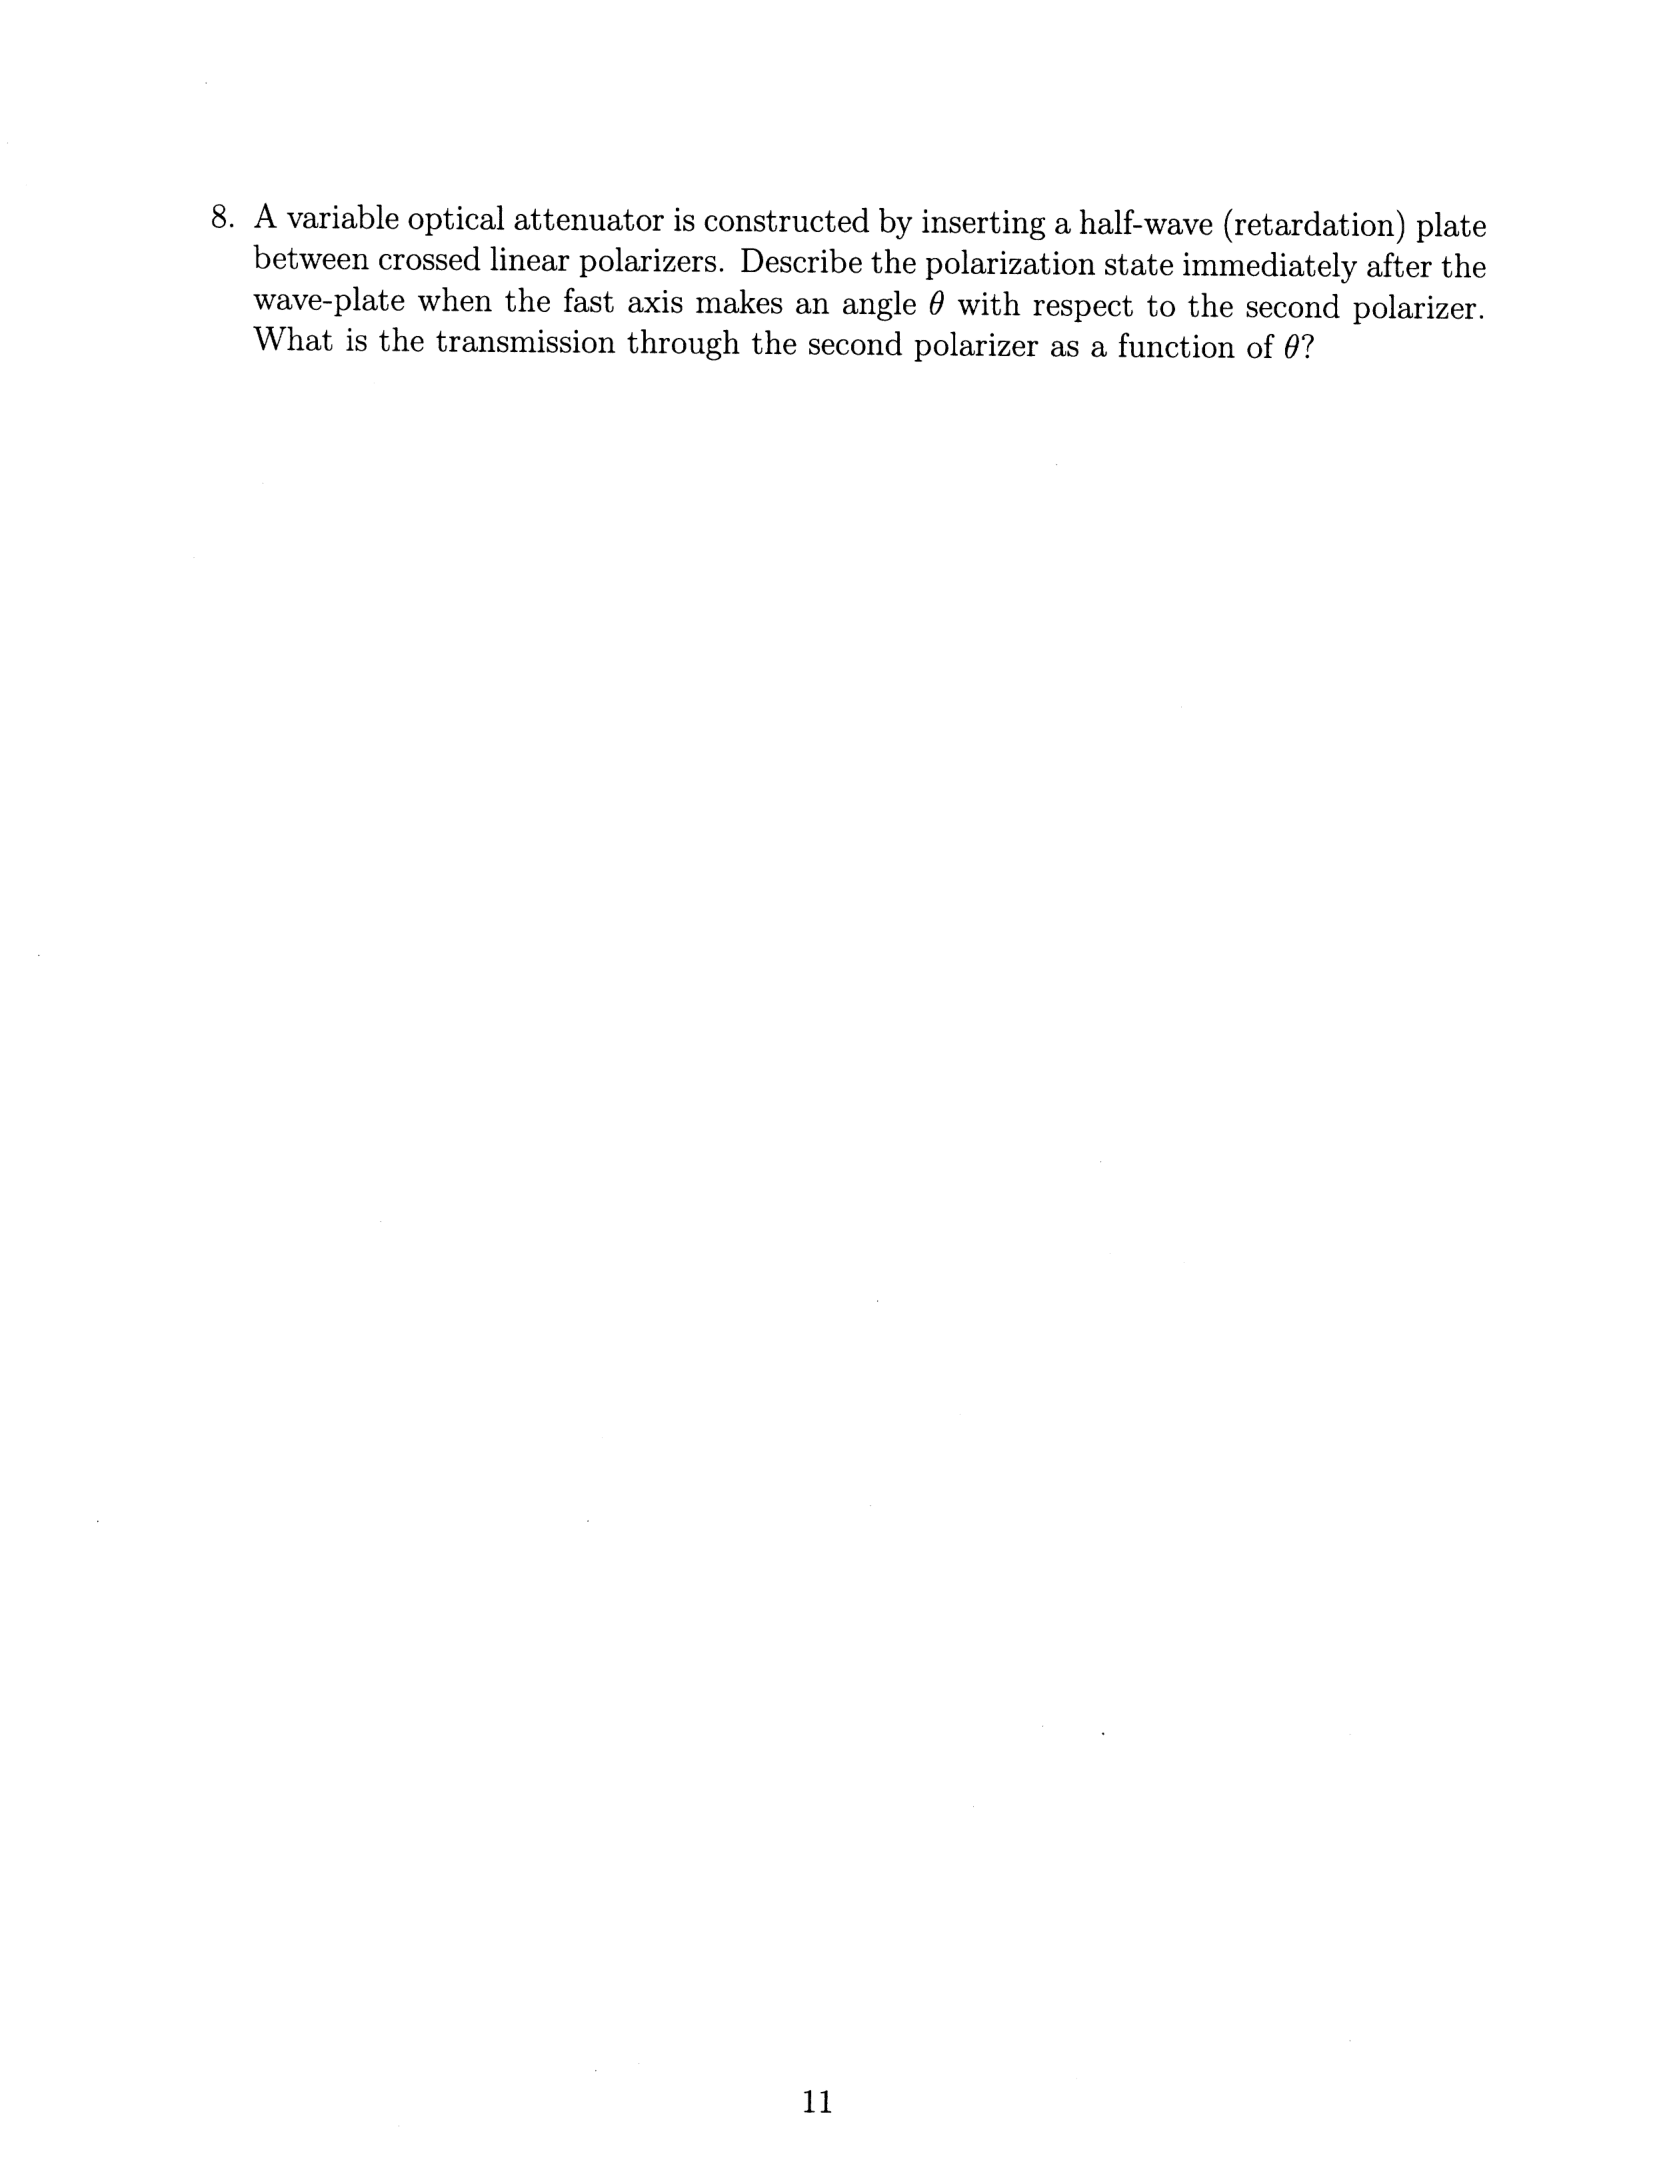 8. A variable optical attenuator is constructed by inserting a half-wave (retardation) plate
between crossed linear polarizers. Describe the polarization state immediately after the
wave-plate when the fast axis makes an angle θ with respect to the second polarizer.
What is the transmission through the second polarizer as a function of θ?
11